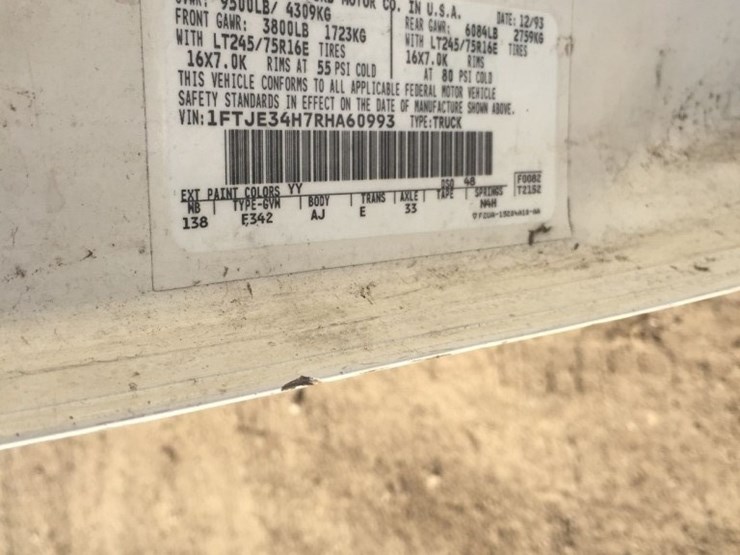 MOTOR CO. IN U.S.A.
9500LB/ 4309KG DATE: 12/93
FRONT GAWR: 3800LB 1723KG REAR GAWR: 6084LB 2759KG
WITH LT245/75R16E TIRES WITH LT245/75R16E TIRES
16X7.0K RIMS AT 55 PSI COLD 16X7.0K RIMS
AT 80 PSI COLD
THIS VEHICLE CONFORMS TO ALL APPLICABLE FEDERAL MOTOR VEHICLE
SAFETY STANDARDS IN EFFECT ON THE DATE OF MANUFACTURE SHOWN ABOVE.
VIN: 1FTJE34H7RHA60993 TYPE: TRUCK
EXT PAINT COLORS YY DSO 48 F0082
WB TYPE-GVW BODY TRANS AXLE TAPE SPRINGS T2152
138 E342 AJ E 33 N4H